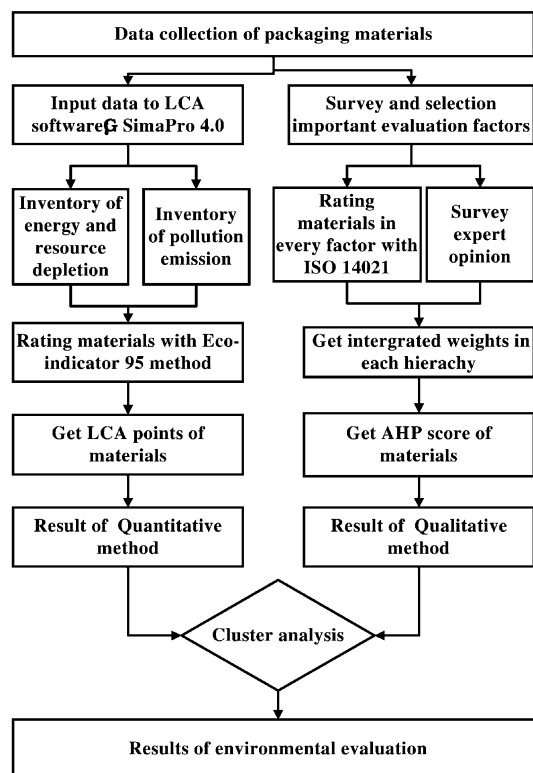 Data collection of packaging materials
Input data to LCA
software SimaPro 4.0
Survey and selection
important evaluation factors
Inventory of
energy and
resource
depletion
Inventory
of pollution
emission
Rating
materials in
every factor with
ISO 14021
Survey
expert
opinion
Rating materials with Eco-
indicator 95 method
Get intergrated weights in
each hierachy
Get LCA points of
materials
Get AHP score of
materials
Result of Quantitative
method
Result of Qualitative
method
Cluster analysis
Results of environmental evaluation